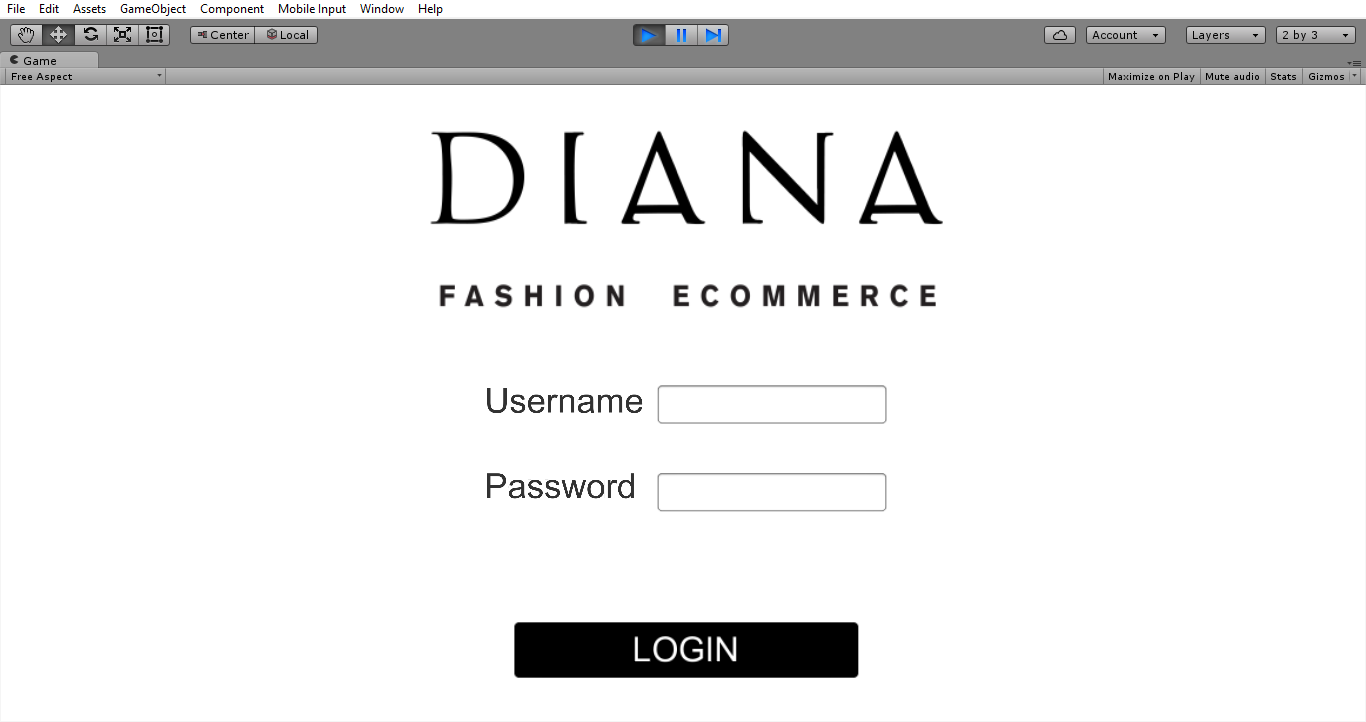 File Edit Assets GameObject Component Mobile Input Window Help
Center Local Account Layers 2 by 3
Game
Free Aspect Maximize on Play Mute audio Stats Gizmos
DIANA
FASHION ECOMMERCE
Username
Password
LOGIN